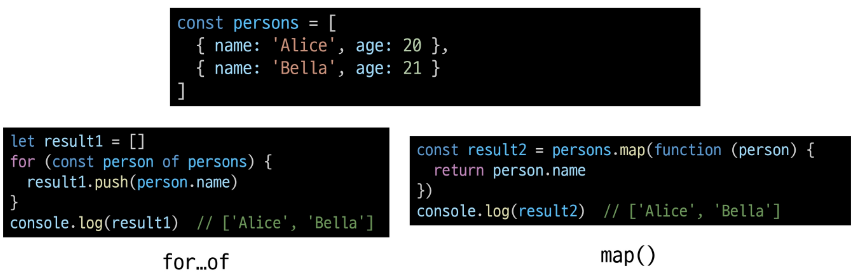 const persons = [
  { name: 'Alice', age: 20 },
  { name: 'Bella', age: 21 }
]
let result1 = []
for (const person of persons) {
  result1.push(person.name)
}
console.log(result1)  // ['Alice', 'Bella']
for…of
const result2 = persons.map(function (person) {
  return person.name
})
console.log(result2)  // ['Alice', 'Bella']
map()